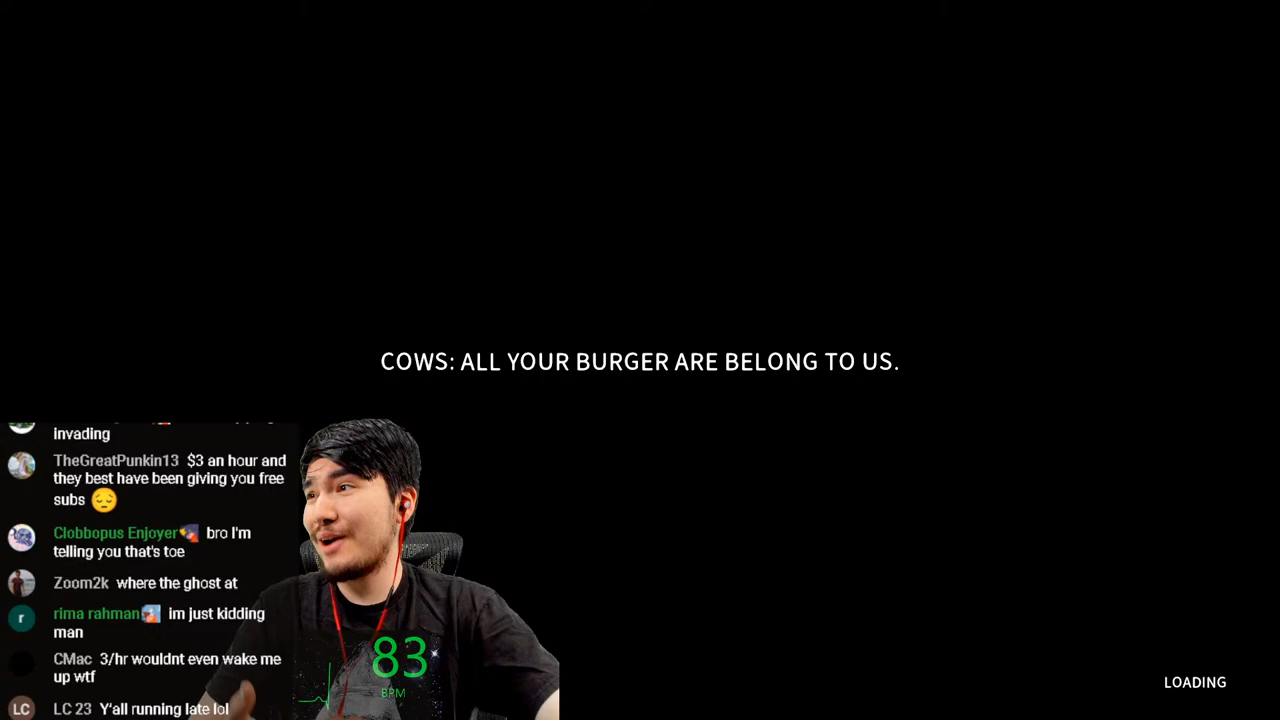 COWS: ALL YOUR BURGER ARE BELONG TO US.
invading
TheGreatPunkin13 $3 an hour and
they best have been giving you free
subs 😔
Clobbopus Enjoyer bro I'm
telling you that's toe
Zoom2k where the ghost at
r
rima rahman im just kidding
man
CMac 3/hr wouldnt even wake me
up wtf
LC
LC 23 Y'all running late lol
83
BPM
LOADING